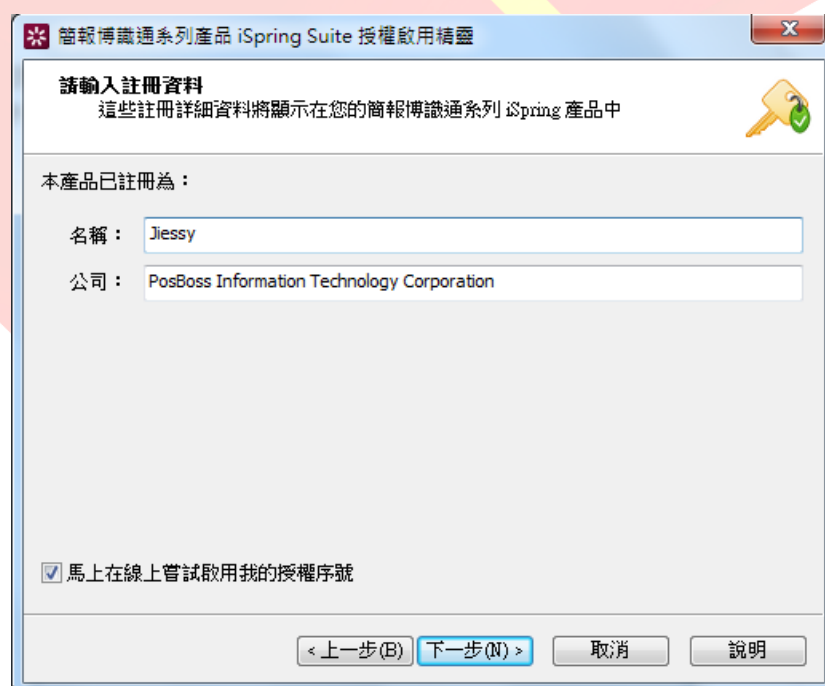 簡報博識通系列產品 iSpring Suite 授權啟用精靈
請輸入註冊資料
這些註冊詳細資料將顯示在您的簡報博識通系列 iSpring 產品中
本產品已註冊為：
名稱： Jiessy
公司： PosBoss Information Technology Corporation
馬上在線上嘗試啟用我的授權序號
<上一步(B) 下一步(N)> 取消 說明